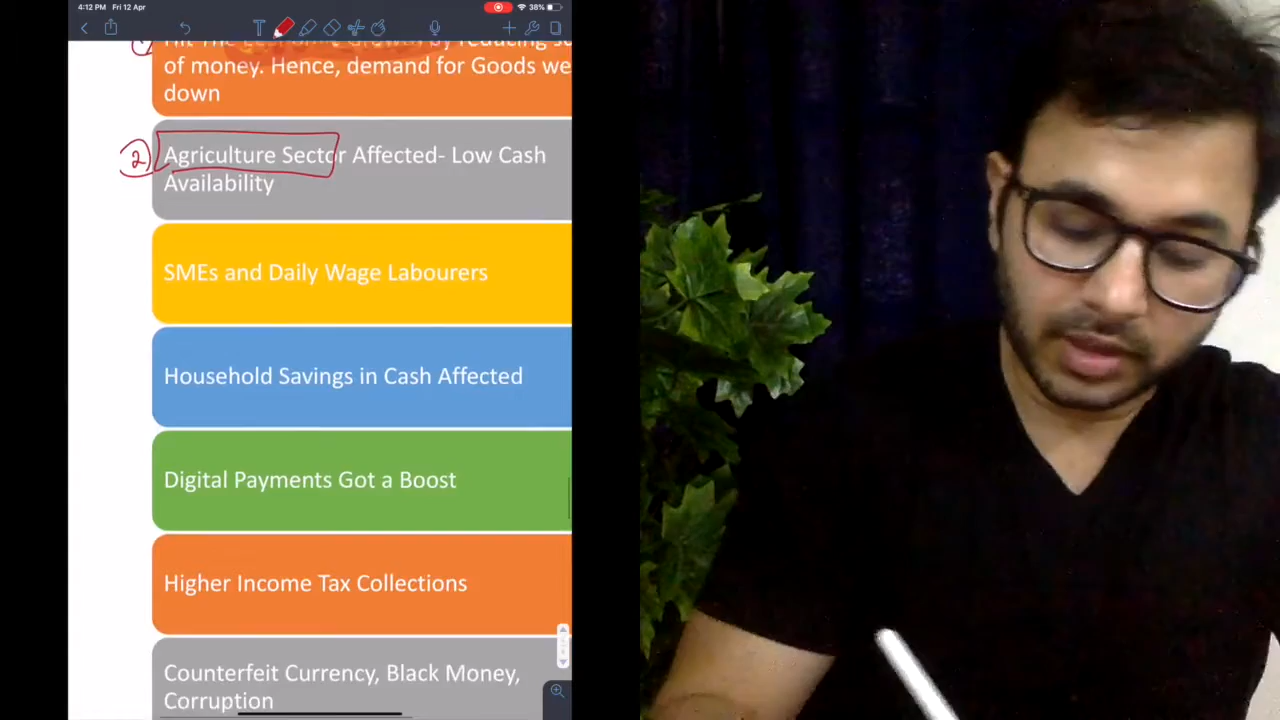 4:12 PM Fri 12 Apr
38%
T
of money. Hence, demand for Goods we
down
2
Agriculture Sector Affected- Low Cash
Availability
SMEs and Daily Wage Labourers
Household Savings in Cash Affected
Digital Payments Got a Boost
Higher Income Tax Collections
Counterfeit Currency, Black Money,
Corruption